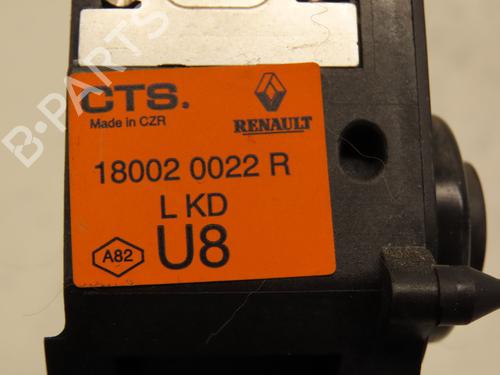 CTS.
Made in CZR
RENAULT
18002 0022 R
L KD
A82
U8
B-PARTS